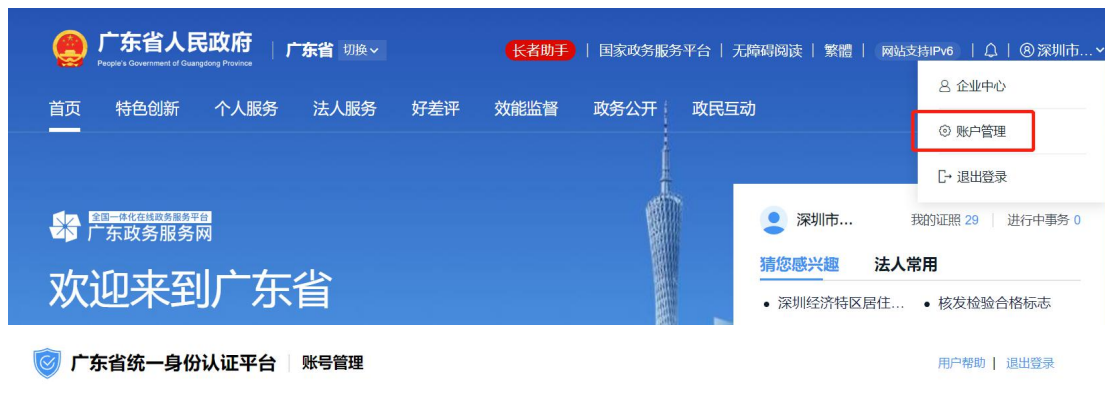 广东省人民政府 People's Government of Guangdong Province 广东省 切换 长者助手 国家政务服务平台 无障碍阅读 繁體 网站支持IPv6 深圳市...
企业中心
首页 特色创新 个人服务 法人服务 好差评 效能监督 政务公开 政民互动
账户管理
退出登录
全国一体化在线政务服务平台
广东政务服务网
深圳市... 我的证照 29 进行中事务 0
欢迎来到广东省
猜您感兴趣 法人常用
深圳经济特区居住... 核发检验合格标志
广东省统一身份认证平台 账号管理 用户帮助 退出登录